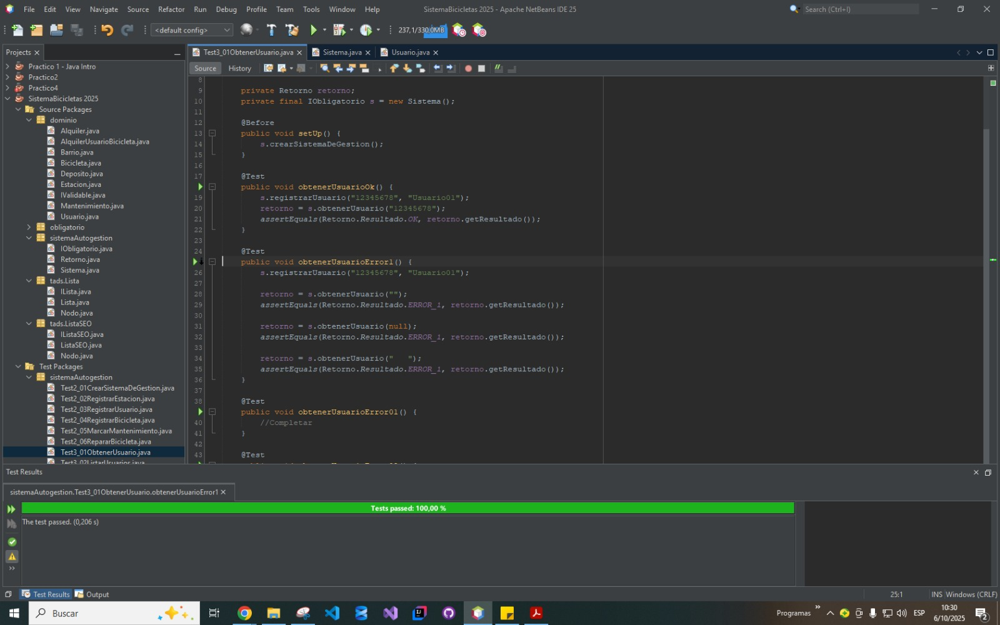 File Edit View Navigate Source Refactor Run Debug Profile Team Tools Window Help
SistemaBicicletas 2025 - Apache NetBeans IDE 25
Search (Ctrl+I)
<default config>
237,1/330,0MB
Projects
Test3_01ObtenerUsuario.java
Sistema.java
Usuario.java
Source
History
Practico 1 - Java Intro
Practico2
Practico4
SistemaBicicletas 2025
Source Packages
dominio
Alquiler.java
AlquilerUsuarioBicicleta.java
Barrio.java
Bicicleta.java
Deposito.java
Estacion.java
IValidable.java
Mantenimiento.java
Usuario.java
obligatorio
sistemaAutogestion
IObligatorio.java
Retorno.java
Sistema.java
tads.Lista
ILista.java
Lista.java
Nodo.java
tads.ListaSEO
IListaSEO.java
ListaSEO.java
Nodo.java
Test Packages
sistemaAutogestion
Test2_01CrearSistemaDeGestion.java
Test2_02RegistrarEstacion.java
Test2_03RegistrarUsuario.java
Test2_04RegistrarBicicleta.java
Test2_05MarcarMantenimiento.java
Test2_06RepararBicicleta.java
Test3_01ObtenerUsuario.java
Test3_02ListarUsuarios.java
8
9 private Retorno retorno;
10 private final IObligatorio s = new Sistema();
11
12 @Before
13 public void setUp() {
14 s.crearSistemaDeGestion();
15 }
16
17 @Test
public void obtenerUsuarioOk() {
19 s.registrarUsuario("12345678", "Usuario01");
20 retorno = s.obtenerUsuario("12345678");
21 assertEquals(Retorno.Resultado.OK, retorno.getResultado());
22 }
23
24 @Test
public void obtenerUsuarioError1() {
26 s.registrarUsuario("12345678", "Usuario01");
27
28 retorno = s.obtenerUsuario("");
29 assertEquals(Retorno.Resultado.ERROR_1, retorno.getResultado());
30
31 retorno = s.obtenerUsuario(null);
32 assertEquals(Retorno.Resultado.ERROR_1, retorno.getResultado());
33
34 retorno = s.obtenerUsuario("   ");
35 assertEquals(Retorno.Resultado.ERROR_1, retorno.getResultado());
36 }
37
38 @Test
public void obtenerUsuarioError01() {
40 //Completar
41 }
42
43 @Test
Test Results
sistemaAutogestion.Test3_01ObtenerUsuario.obtenerUsuarioError1
Tests passed: 100,00 %
The test passed. (0,206 s)
Test Results
Output
25:1
INS
Windows (CRLF)
Buscar
Programas
ESP
10:30
6/10/2025
2